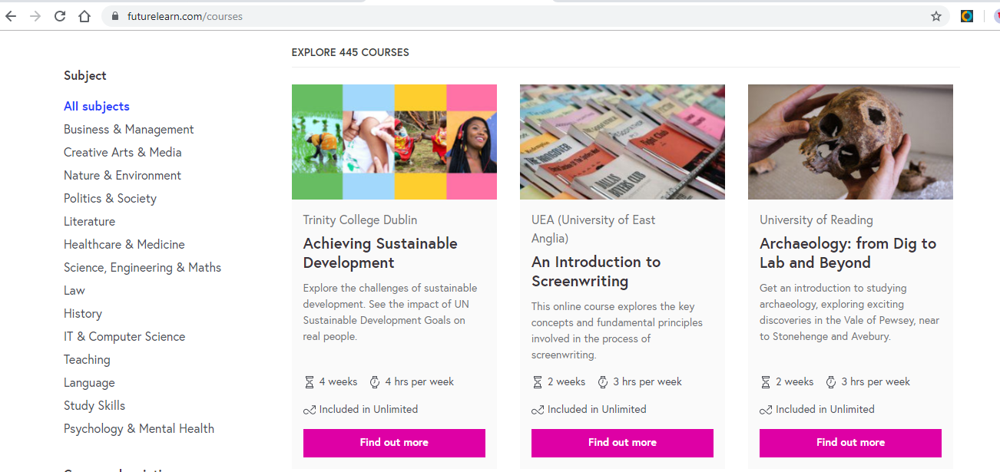 futurelearn.com/courses
EXPLORE 445 COURSES
Subject
All subjects
Business & Management
Creative Arts & Media
Nature & Environment
Politics & Society
Literature
Healthcare & Medicine
Science, Engineering & Maths
Law
History
IT & Computer Science
Teaching
Language
Study Skills
Psychology & Mental Health
Trinity College Dublin
Achieving Sustainable
Development
Explore the challenges of sustainable
development. See the impact of UN
Sustainable Development Goals on
real people.
4 weeks 4 hrs per week
Included in Unlimited
Find out more
THE HANGOVER
Fight Club
DALLAS
BUYERS CLUB
UEA (University of East
Anglia)
An Introduction to
Screenwriting
This online course explores the key
concepts and fundamental principles
involved in the process of
screenwriting.
2 weeks 3 hrs per week
Included in Unlimited
Find out more
University of Reading
Archaeology: from Dig to
Lab and Beyond
Get an introduction to studying
archaeology, exploring exciting
discoveries in the Vale of Pewsey, near
to Stonehenge and Avebury.
2 weeks 3 hrs per week
Included in Unlimited
Find out more